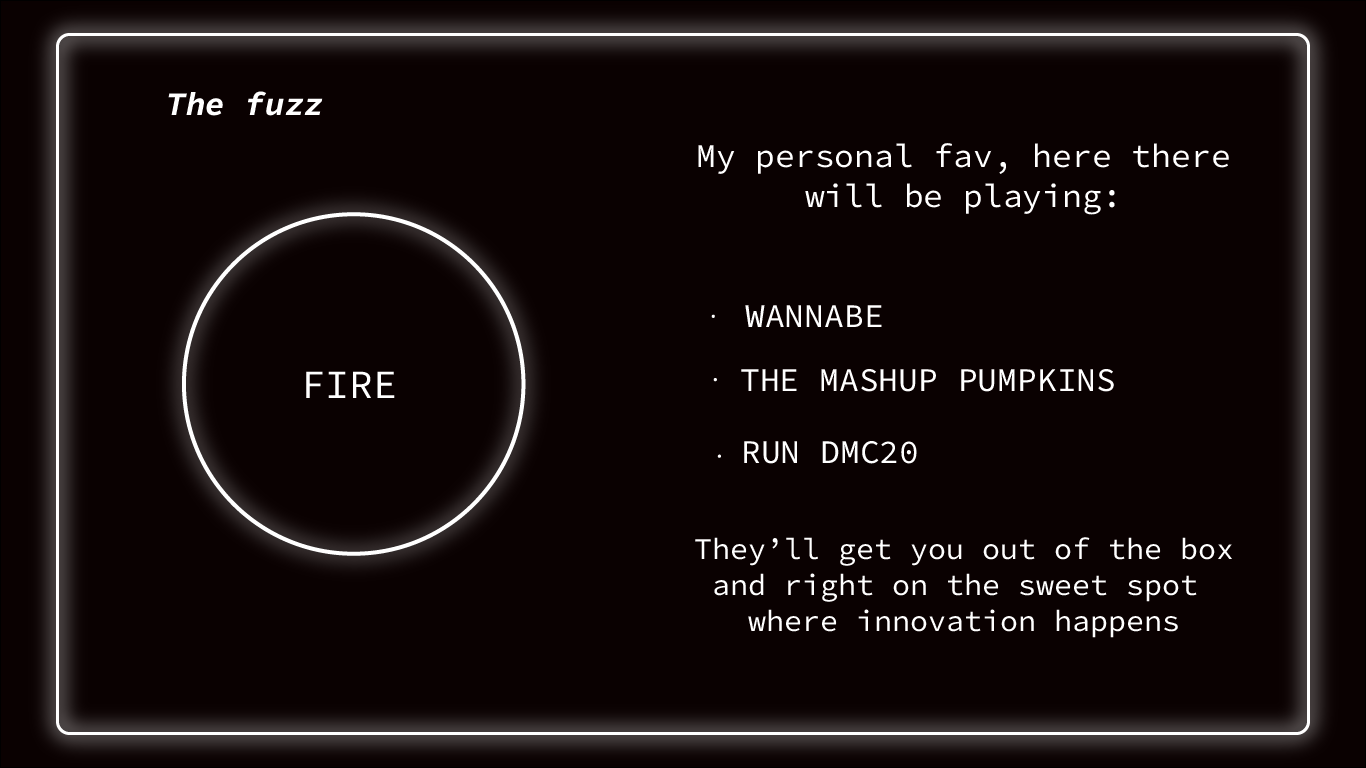 The fuzz
My personal fav, here there
will be playing:
FIRE
· WANNABE
· THE MASHUP PUMPKINS
· RUN DMC20
They’ll get you out of the box
and right on the sweet spot
where innovation happens